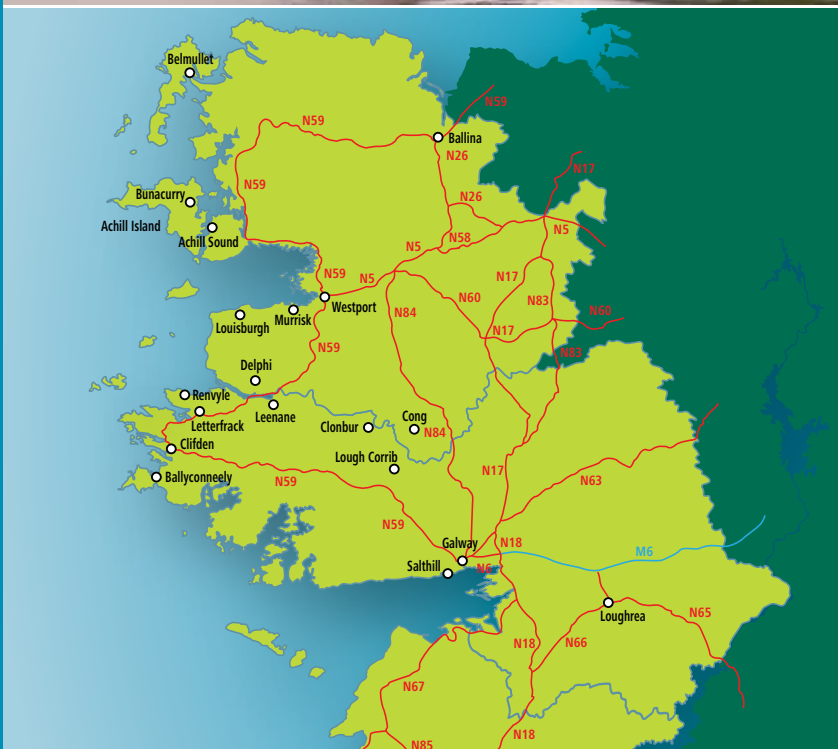 Belmullet
N59
N59
Ballina
N26
N17
N59
Bunacurry
N26
Achill Island
Achill Sound
N5
N5
N58
N59
N5
N17
Westport
N60
N83
N84
N60
Louisburgh
Murrisk
N17
N59
N83
Delphi
Renvyle
Leenane
Letterfrack
Cong
Clonbur
N84
Clifden
Lough Corrib
N17
Ballyconneely
N59
N63
N59
N18
Galway
M6
Salthill
N6
Loughrea
N65
N18
N66
N67
N18
N85